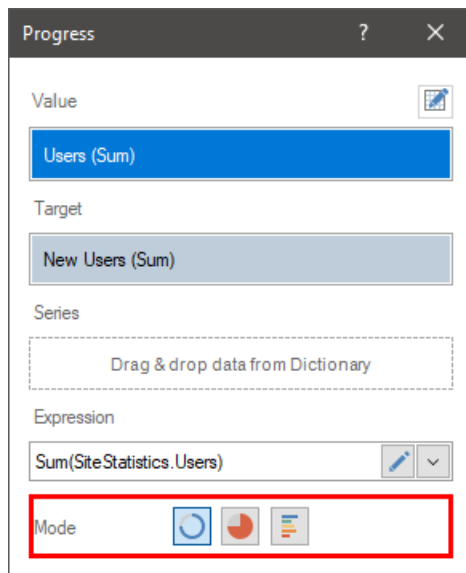 Progress ?
Value
Users (Sum)
Target
New Users (Sum)
Series
Drag & drop data from Dictionary
Expression
Sum(SiteStatistics.Users)
Mode